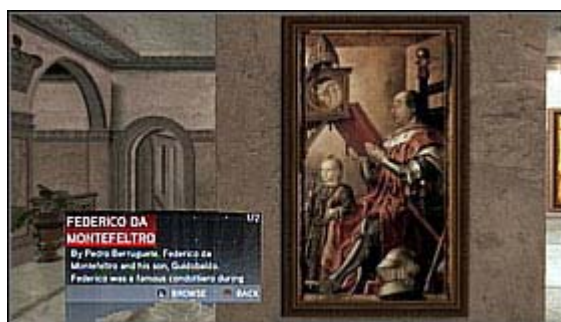 1/2
FEDERICO DA
MONTEFELTRO
By Pedro Berruguete. Federico da
Montefeltro and his son, Guidobaldo.
Federico was a famous condottiero during
BROWSE BACK